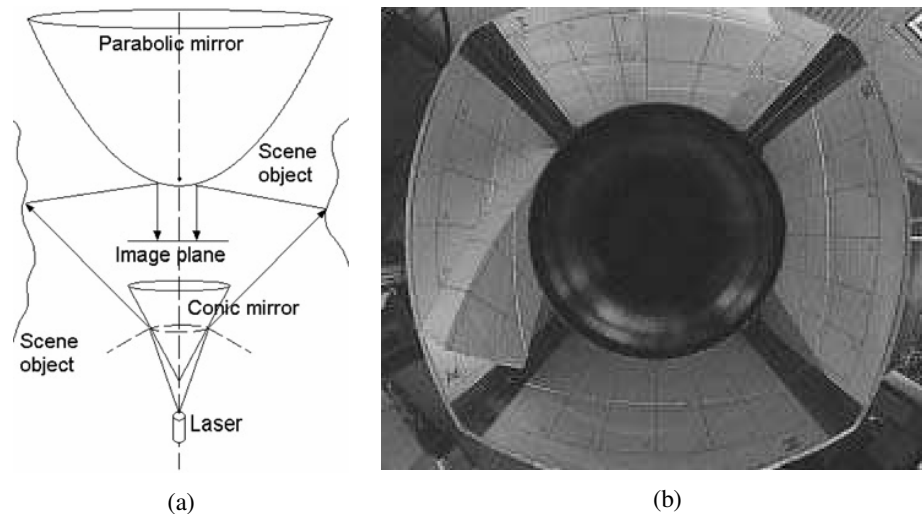 Parabolic mirror
Scene
object
Image plane
Conic mirror
Scene
object
Laser
(a)
(b)